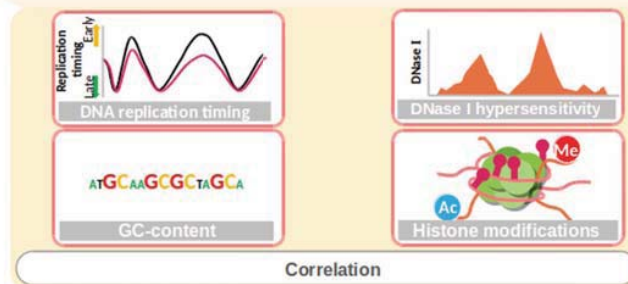 Early
Replication
timing
Late
DNA replication timing
DNase I
DNase I hypersensitivity
ATGCAAGCGCTAGCA
GC-content
Me
Ac
Histone modifications
Correlation